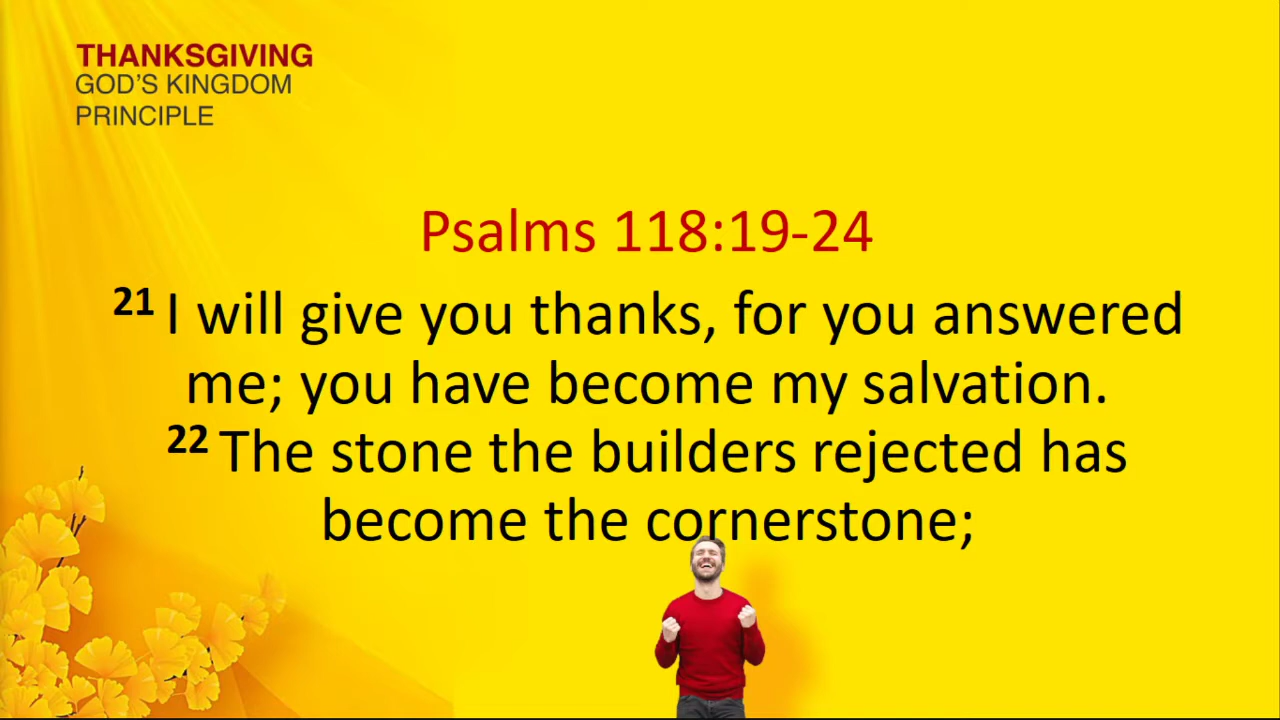 THANKSGIVING
GOD'S KINGDOM
PRINCIPLE
Psalms 118:19-24
21 I will give you thanks, for you answered
me; you have become my salvation.
22 The stone the builders rejected has
become the cornerstone;